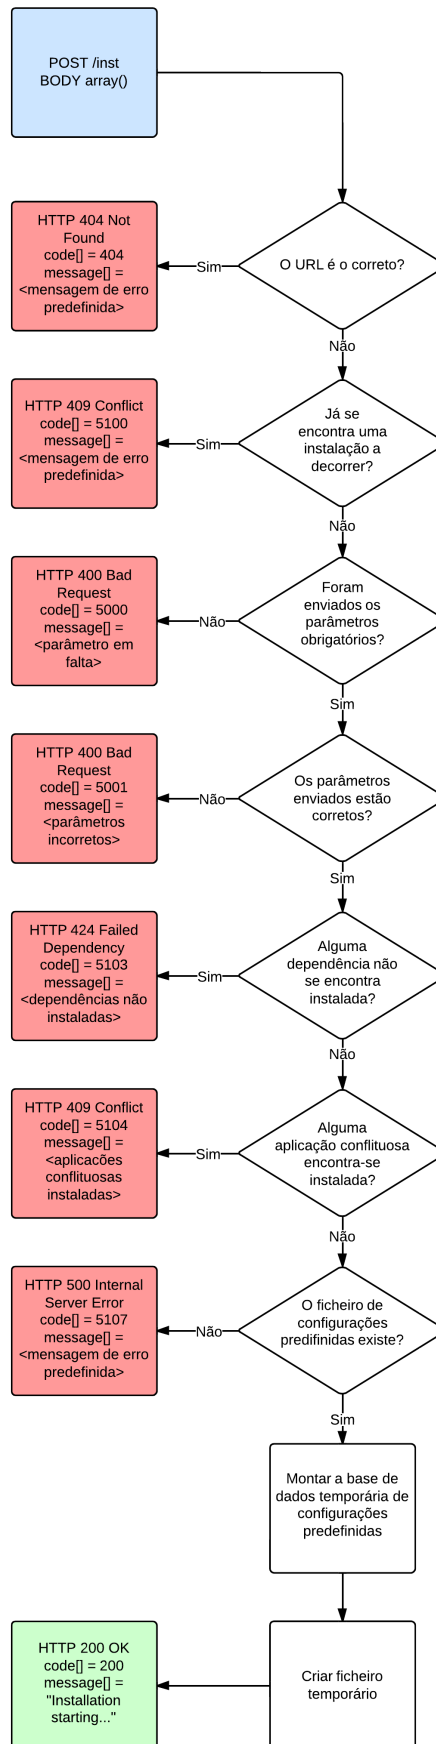 POST /inst
BODY array()
HTTP 404 Not
Found
code[] = 404
message[] =
<mensagem de erro
predefinida>
Sim
O URL é o correto?
Não
HTTP 409 Conflict
code[] = 5100
message[] =
<mensagem de erro
predefinida>
Sim
Já se
encontra uma
instalação a
decorrer?
Não
HTTP 400 Bad
Request
code[] = 5000
message[] =
<parâmetro em
falta>
Não
Foram
enviados os
parâmetros
obrigatórios?
Sim
HTTP 400 Bad
Request
code[] = 5001
message[] =
<parâmetros
incorretos>
Não
Os parâmetros
enviados estão
corretos?
Sim
HTTP 424 Failed
Dependency
code[] = 5103
message[] =
<dependências não
instaladas>
Sim
Alguma
dependência não
se encontra
instalada?
Não
HTTP 409 Conflict
code[] = 5104
message[] =
<aplicacões
conflituosas
instaladas>
Sim
Alguma
aplicação conflituosa
encontra-se
instalada?
Não
HTTP 500 Internal
Server Error
code[] = 5107
message[] =
<mensagem de erro
predefinida>
Não
O ficheiro de
configurações
predifinidas existe?
Sim
Montar a base de
dados temporária de
configurações
predefinidas
HTTP 200 OK
code[] = 200
message[] =
"Installation
starting..."
Criar ficheiro
temporário